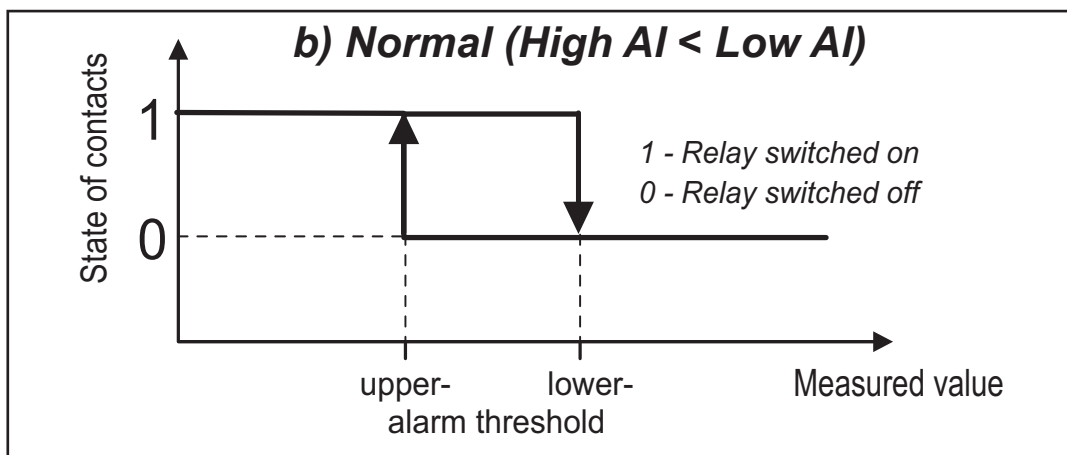 b) Normal (High Al < Low Al)
State of contacts
1
0
1 - Relay switched on
0 - Relay switched off
upper- lower-
alarm threshold
Measured value